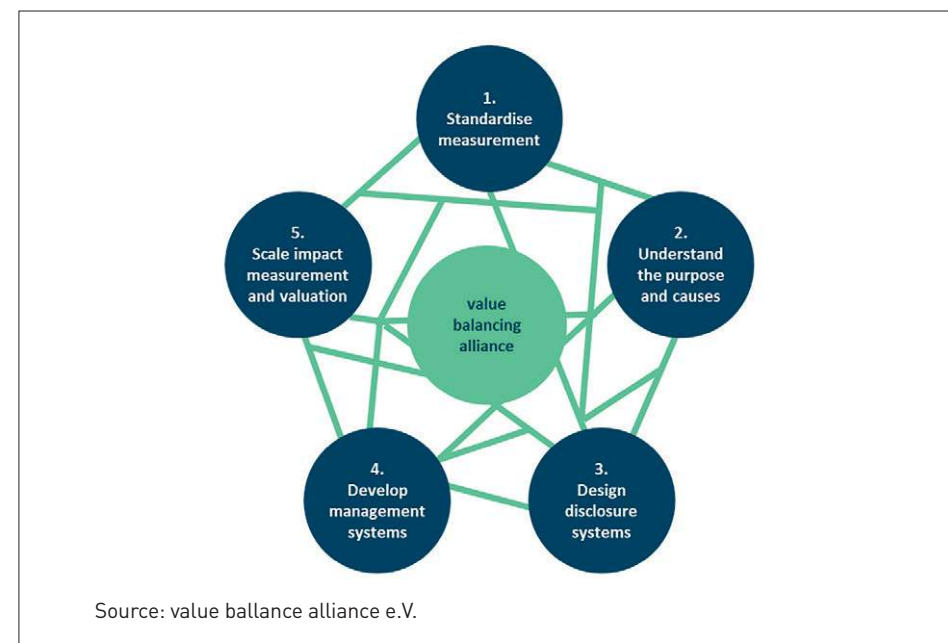 1.
Standardise
measurement
2.
Understand
the purpose
and causes
5.
Scale impact
measurement
and valuation
value
balancing
alliance
4.
Develop
management
systems
3.
Design
disclosure
systems
Source: value ballance alliance e.V.